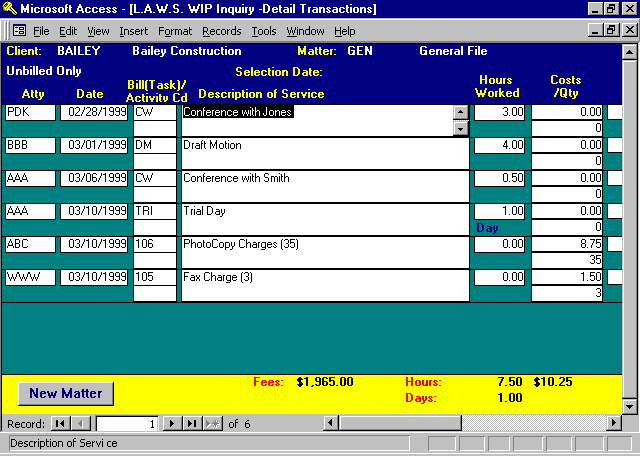 Microsoft Access - [L.A.W.S. WIP Inquiry -Detail Transactions]
File Edit View Insert Format Records Tools Window Help
Client: BAILEY Bailey Construction Matter: GEN General File
Unbilled Only Selection Date:
Atty Date Bill(Task)/ Activity Cd Description of Service Hours Worked Costs /Qty
PDK 02/28/1999 CW Conference with Jones 3.00 0.00
0
BBB 03/01/1999 DM Draft Motion 4.00 0.00
0
AAA 03/06/1999 CW Conference with Smith 0.50 0.00
0
AAA 03/10/1999 TRI Trial Day 1.00 0.00
Day 0
ABC 03/10/1999 106 PhotoCopy Charges (35) 0.00 8.75
35
WWW 03/10/1999 105 Fax Charge (3) 0.00 1.50
3
New Matter Fees: $1,965.00 Hours: 7.50 $10.25
Days: 1.00
Record: 1 of 6
Description of Service